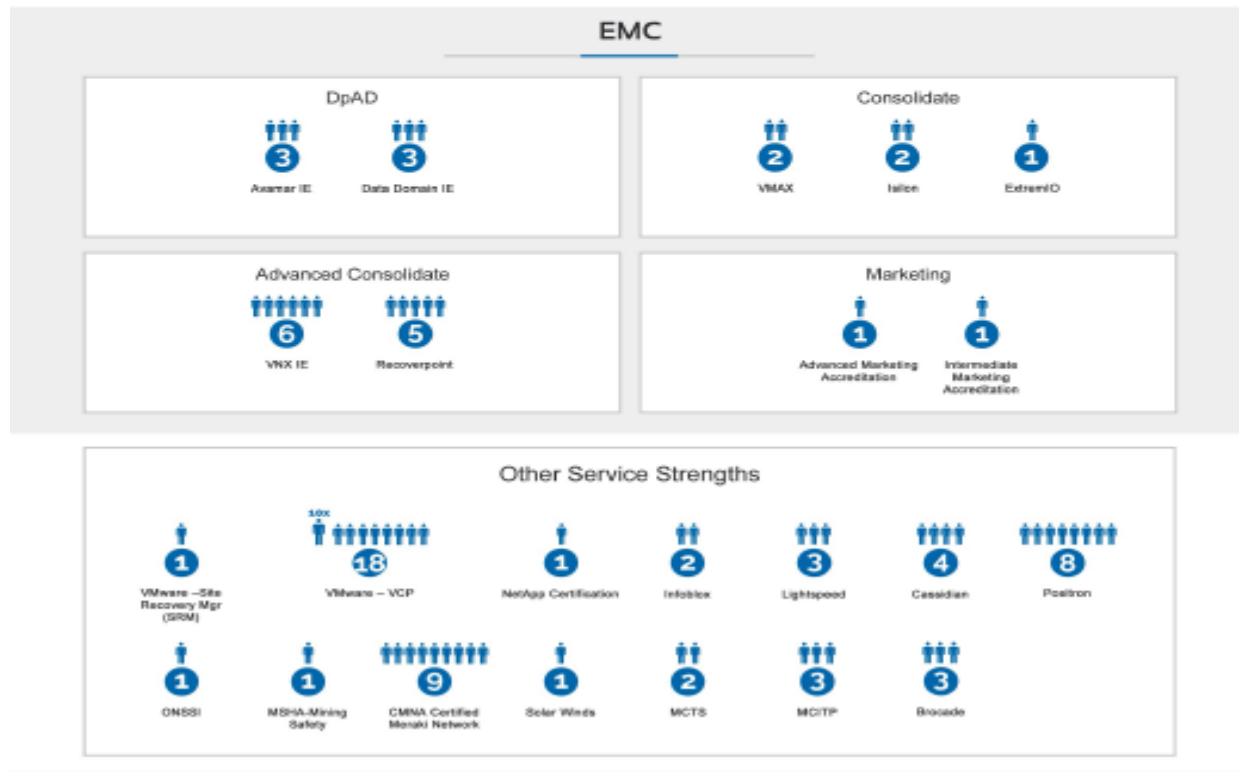 EMC
DpAD
3 3
Avamar IE Data Domain IE
Consolidate
2 2 1
VMAX Isilon ExtremIO
Advanced Consolidate
6 5
VNX IE Recoverpoint
Marketing
1 1
Advanced Marketing
Accreditation
Intermediate
Marketing
Accreditation
Other Service Strengths
10x
1 18 1 2 3 4 8
VMware –Site
Recovery Mgr
(SRM)
VMware – VCP
NetApp Certification
Infoblox
Lightspeed
Cassidian
Positron
1 1 9 1 2 3 3
ONSSI
MSHA-Mining
Safety
CMNA Certified
Meraki Network
Solar Winds
MCTS
MCITP
Brocade